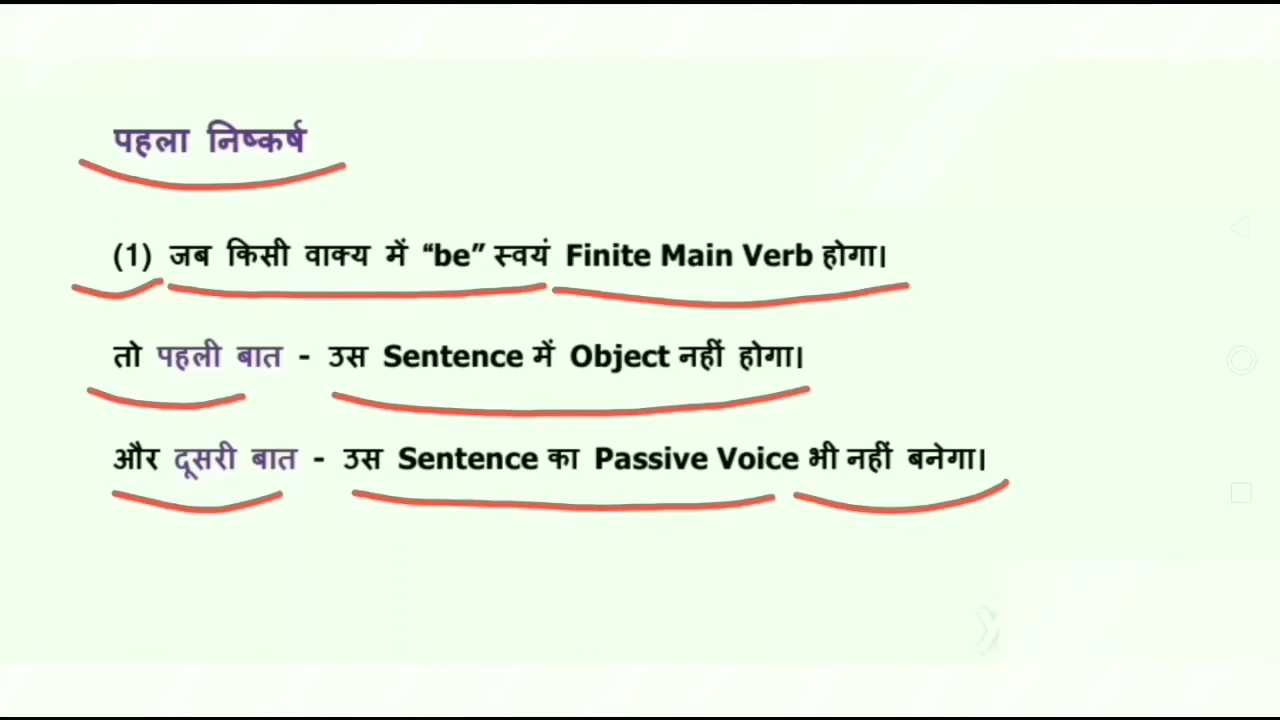 पहला निष्कर्ष
(1) जब किसी वाक्य में “be” स्वयं Finite Main Verb होगा।
तो पहली बात - उस Sentence में Object नहीं होगा।
और दूसरी बात - उस Sentence का Passive Voice भी नहीं बनेगा।